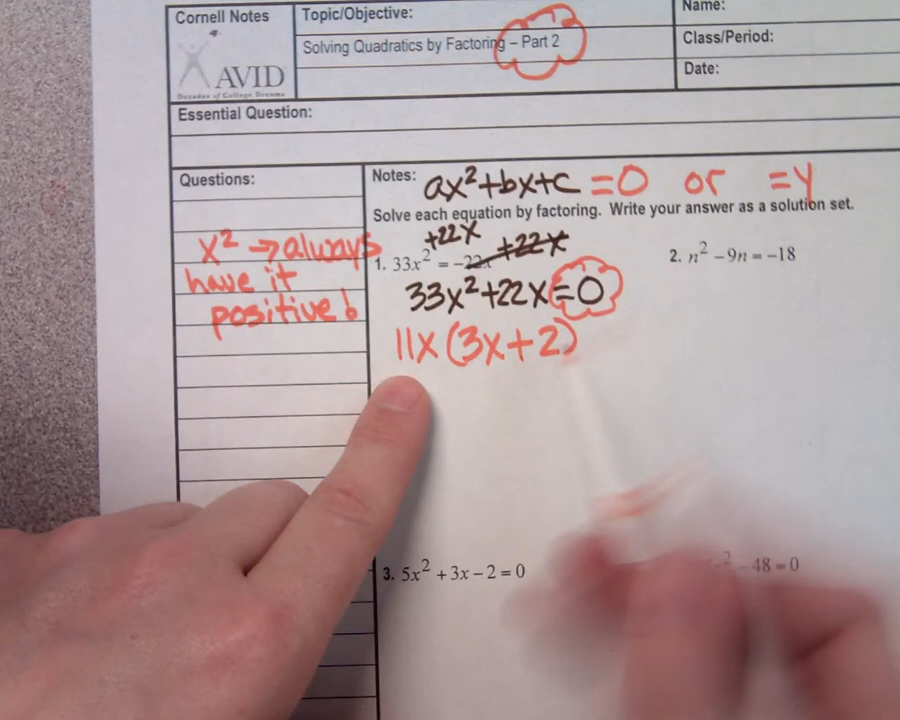 Cornell Notes
AVID
Decades of College Dreams
Topic/Objective:
Solving Quadratics by Factoring – Part 2
Name:
Class/Period:
Date:
Essential Question:
Questions:
x² → always
have it
positive!
Notes: ax²+bx+c =0 or =y
Solve each equation by factoring. Write your answer as a solution set.
+22x +22x
1. 33x² = -22x
33x²+22x=0
11x(3x+2)
2. n² - 9n = -18
3. 5x² + 3x - 2 = 0
- 48 = 0